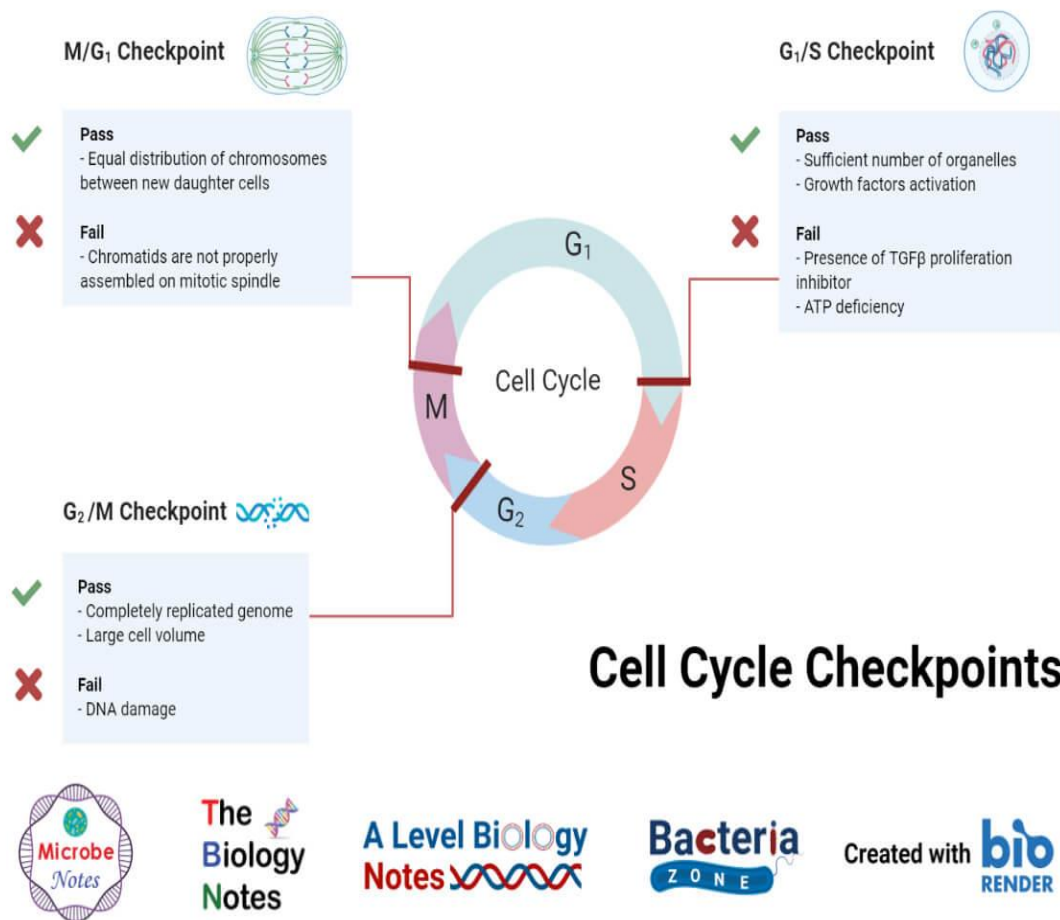 M/G₁ Checkpoint
Pass
- Equal distribution of chromosomes
between new daughter cells
Fail
- Chromatids are not properly
assembled on mitotic spindle
G₁/S Checkpoint
Pass
- Sufficient number of organelles
- Growth factors activation
Fail
- Presence of TGFβ proliferation
inhibitor
- ATP deficiency
G₁
Cell Cycle
M
S
G₂
G₂/M Checkpoint
Pass
- Completely replicated genome
- Large cell volume
Fail
- DNA damage
Cell Cycle Checkpoints
Microbe
Notes
The
Biology
Notes
A Level Biology
Notes
Bacteria
ZONE
Created with
bio
RENDER